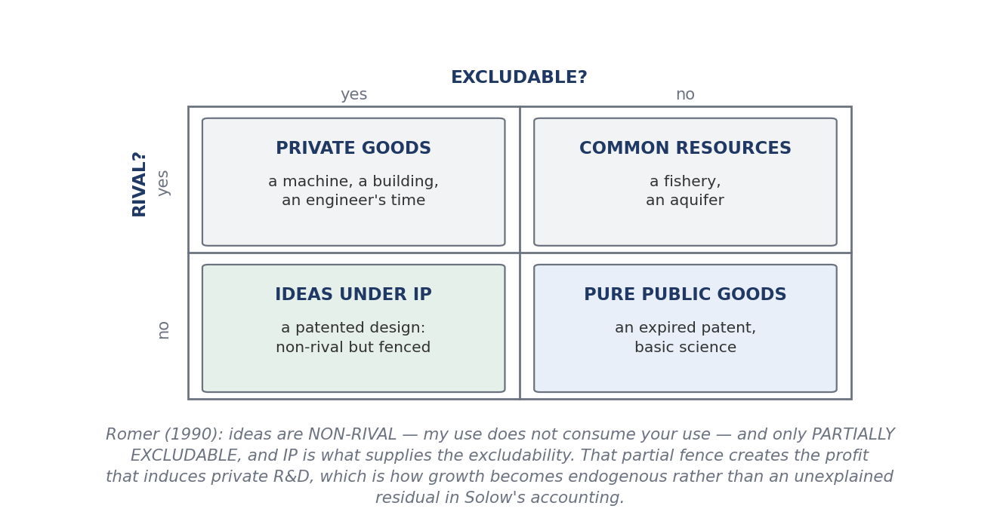 EXCLUDABLE?
yes
no
RIVAL?
yes
PRIVATE GOODS
a machine, a building,
an engineer's time
COMMON RESOURCES
a fishery,
an aquifer
no
IDEAS UNDER IP
a patented design:
non-rival but fenced
PURE PUBLIC GOODS
an expired patent,
basic science
Romer (1990): ideas are NON-RIVAL — my use does not consume your use — and only PARTIALLY
EXCLUDABLE, and IP is what supplies the excludability. That partial fence creates the profit
that induces private R&D, which is how growth becomes endogenous rather than an unexplained
residual in Solow's accounting.